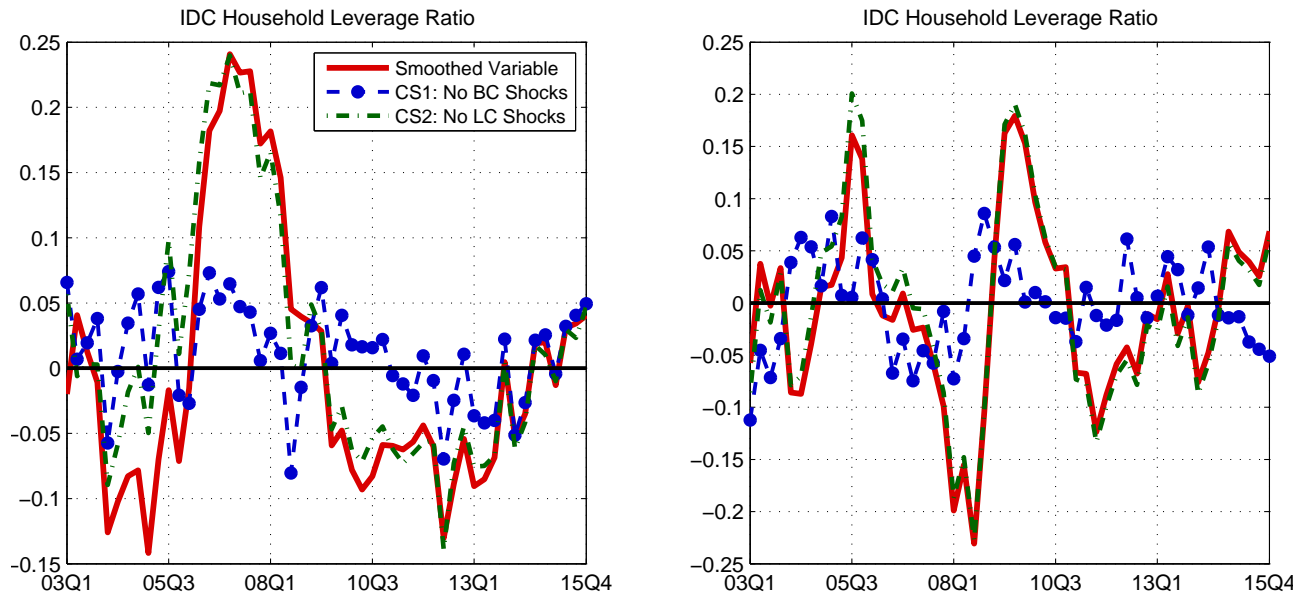 IDC Household Leverage Ratio
0.25
0.2
0.15
0.1
0.05
0
−0.05
−0.1
−0.15
03Q1 05Q3 08Q1 10Q3 13Q1 15Q4
Smoothed Variable
CS1: No BC Shocks
CS2: No LC Shocks
IDC Household Leverage Ratio
0.25
0.2
0.15
0.1
0.05
0
−0.05
−0.1
−0.15
−0.2
−0.25
03Q1 05Q3 08Q1 10Q3 13Q1 15Q4